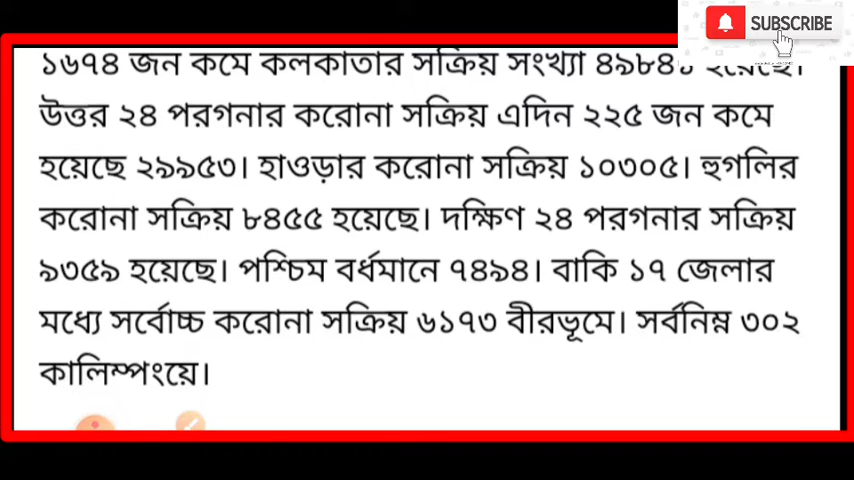 SUBSCRIBE
১৬৭৪ জন কমে কলকাতার সক্রিয় সংখ্যা হয়েছে।
উত্তর ২৪ পরগনার করোনা সক্রিয় এদিন ২২৫ জন কমে
হয়েছে ২৯৯৫৩। হাওড়ার করোনা সক্রিয় ১০৩০৫। হুগলির
করোনা সক্রিয় ৮৪৫৫ হয়েছে। দক্ষিণ ২৪ পরগনার সক্রিয়
৯৩৫৯ হয়েছে। পশ্চিম বর্ধমানে ৭৪৯৪। বাকি ১৭ জেলার
মধ্যে সর্বোচ্চ করোনা সক্রিয় ৬১৭৩ বীরভূমে। সর্বনিম্ন ৩০২
কালিম্পংয়ে।